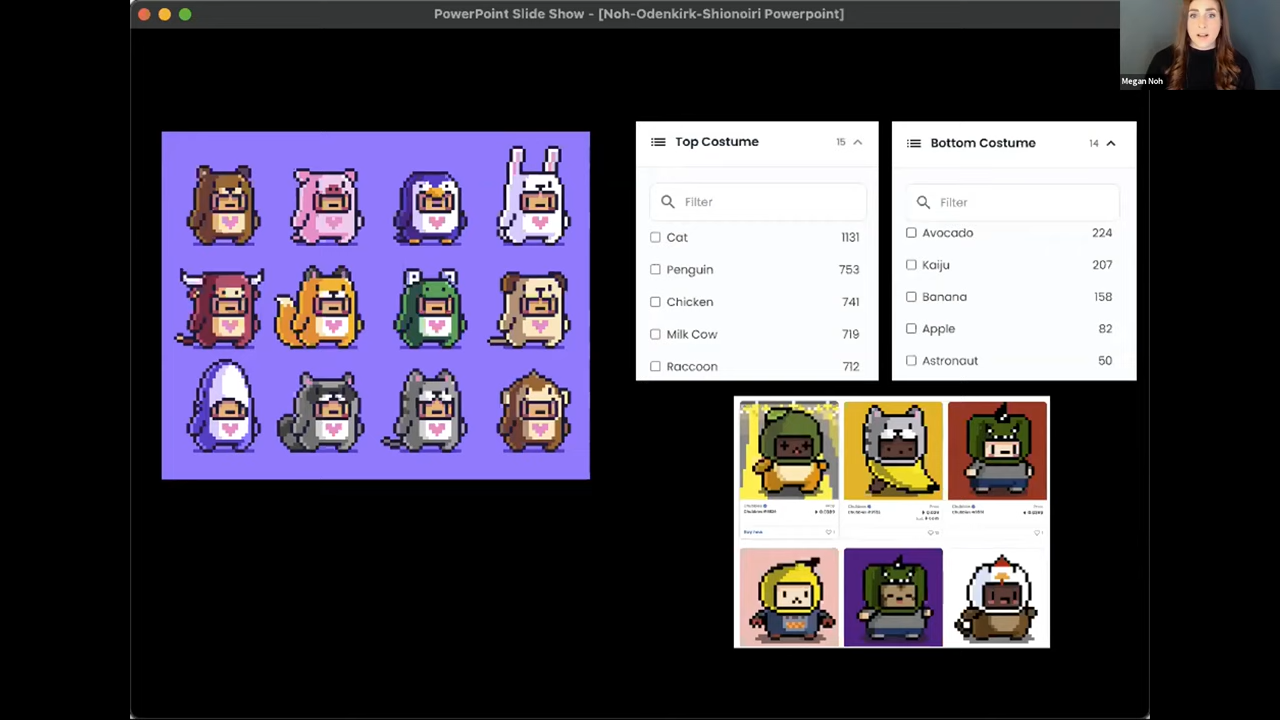 PowerPoint Slide Show - [Noh-Odenkirk-Shionoiri Powerpoint]
Megan Noh
Top Costume 15
Filter
Cat 1131
Penguin 753
Chicken 741
Milk Cow 719
Raccoon 712
Bottom Costume 14
Filter
Avocado 224
Kaiju 207
Banana 158
Apple 82
Astronaut 50
Buy now